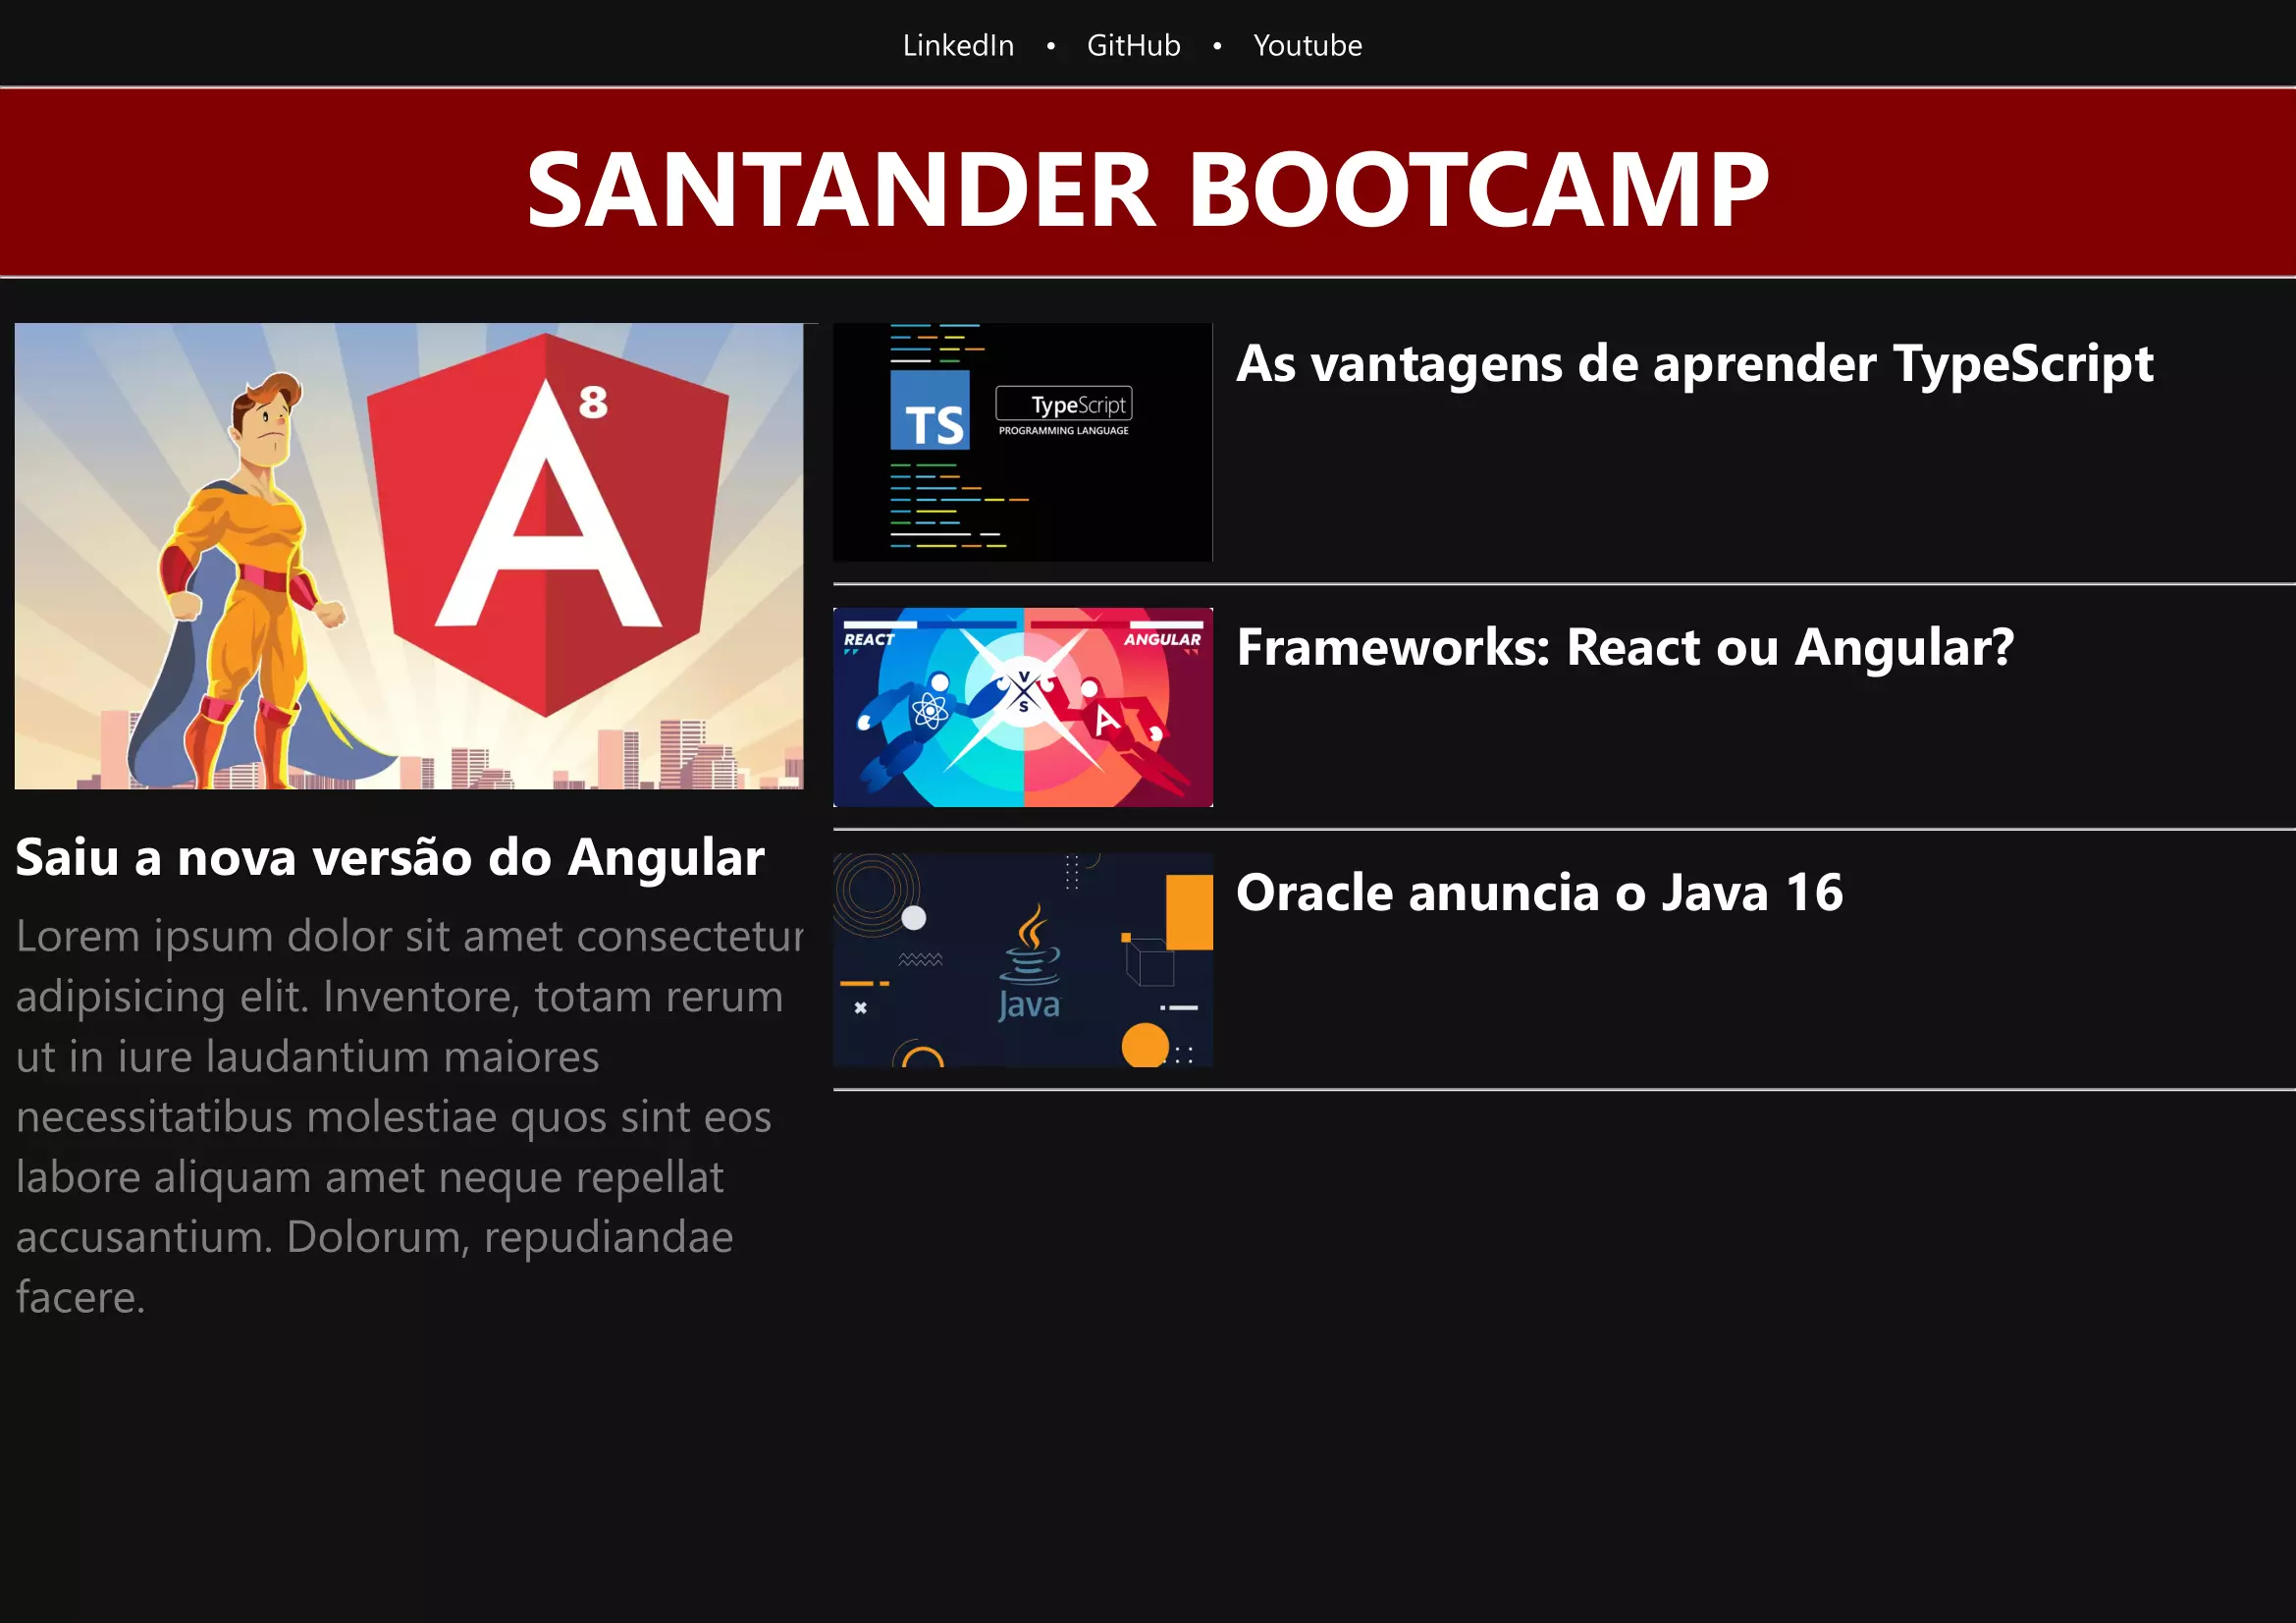 LinkedIn • GitHub • Youtube
SANTANDER BOOTCAMP
8
A
Saiu a nova versão do Angular
Lorem ipsum dolor sit amet consectetur
adipisicing elit. Inventore, totam rerum
ut in iure laudantium maiores
necessitatibus molestiae quos sint eos
labore aliquam amet neque repellat
accusantium. Dolorum, repudiandae
facere.
TS
TypeScript
PROGRAMMING LANGUAGE
As vantagens de aprender TypeScript
REACT
ANGULAR
V
S
A
Frameworks: React ou Angular?
Java
Oracle anuncia o Java 16